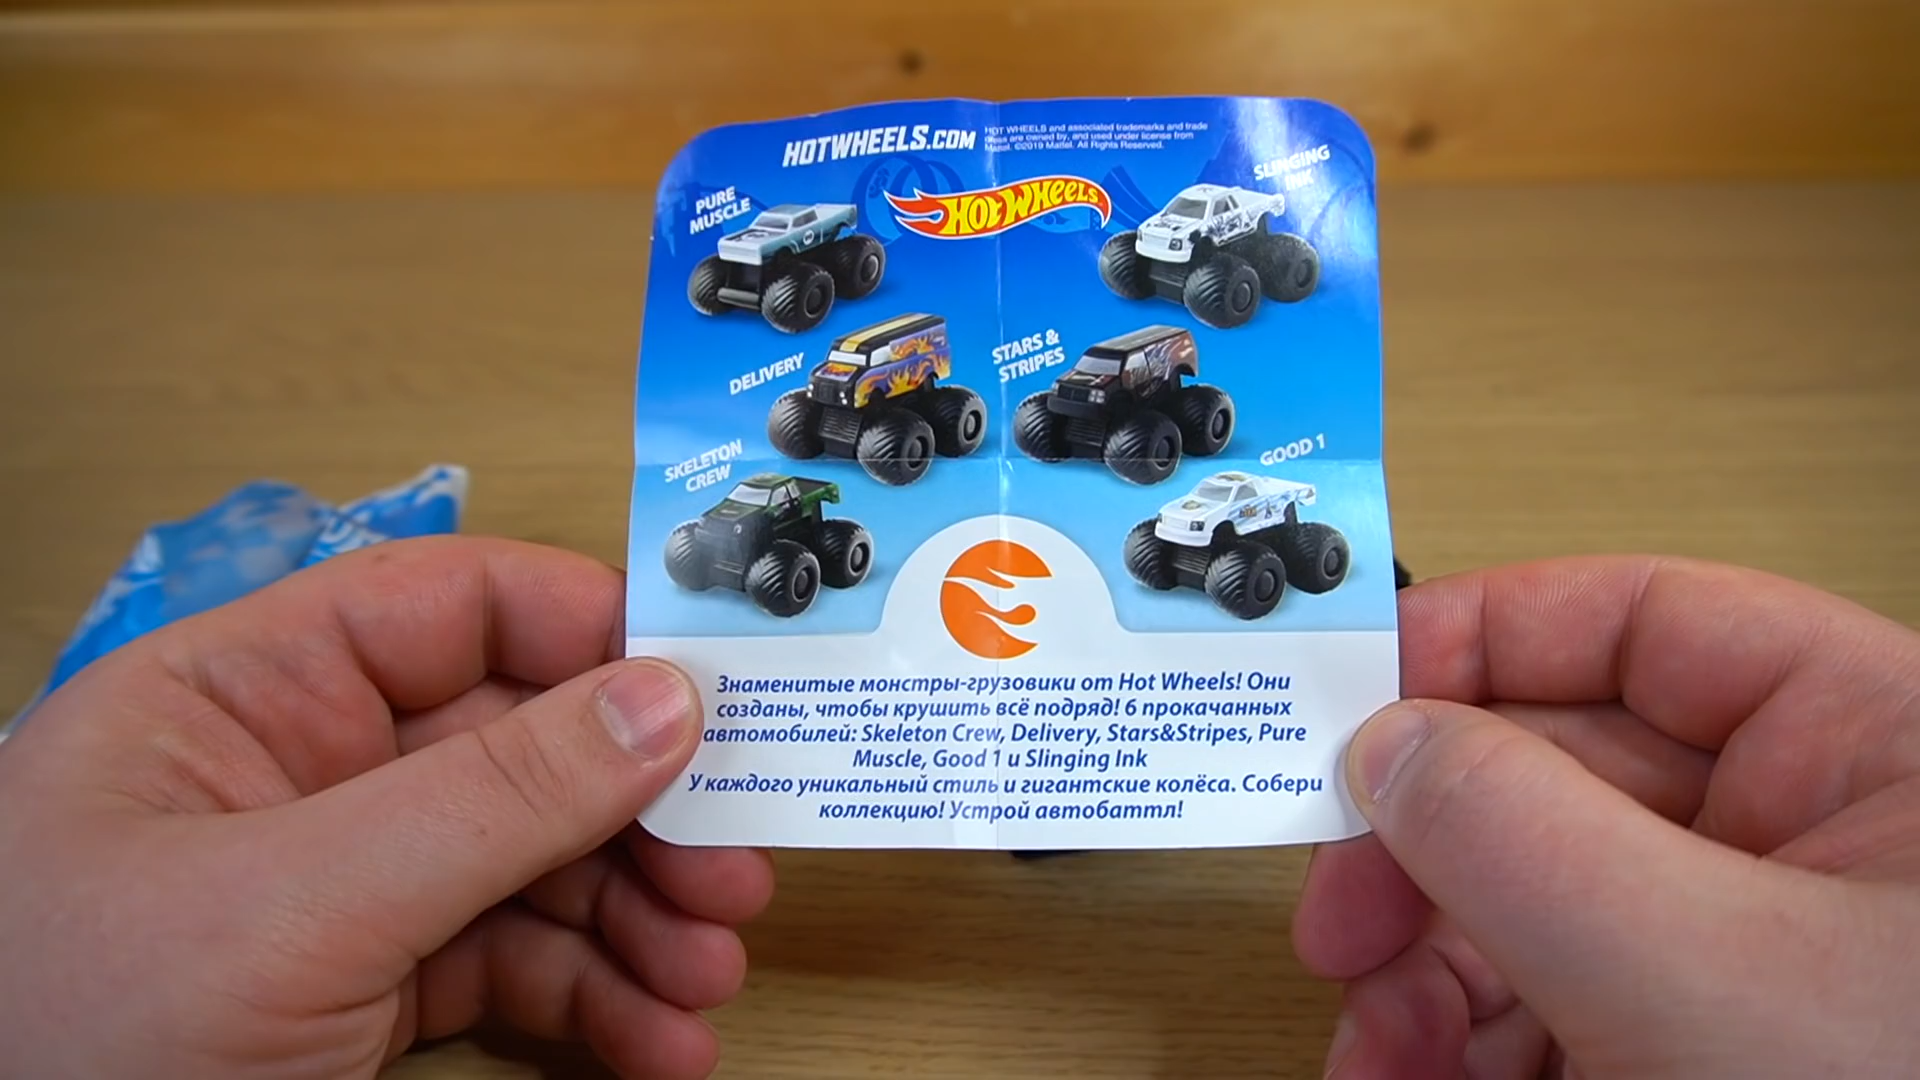 HOTWHEELS.COM
HOT WHEELS and associated trademarks and trade
dress are owned by, and used under license from
Mattel. ©2019 Mattel. All Rights Reserved.
HOT WHEELS
PURE
MUSCLE
SLINGING
INK
DELIVERY
STARS &
STRIPES
SKELETON
CREW
GOOD 1
Знаменитые монстры-грузовики от Hot Wheels! Они
созданы, чтобы крушить всё подряд! 6 прокачанных
автомобилей: Skeleton Crew, Delivery, Stars&Stripes, Pure
Muscle, Good 1 и Slinging Ink
У каждого уникальный стиль и гигантские колёса. Собери
коллекцию! Устрой автобаттл!